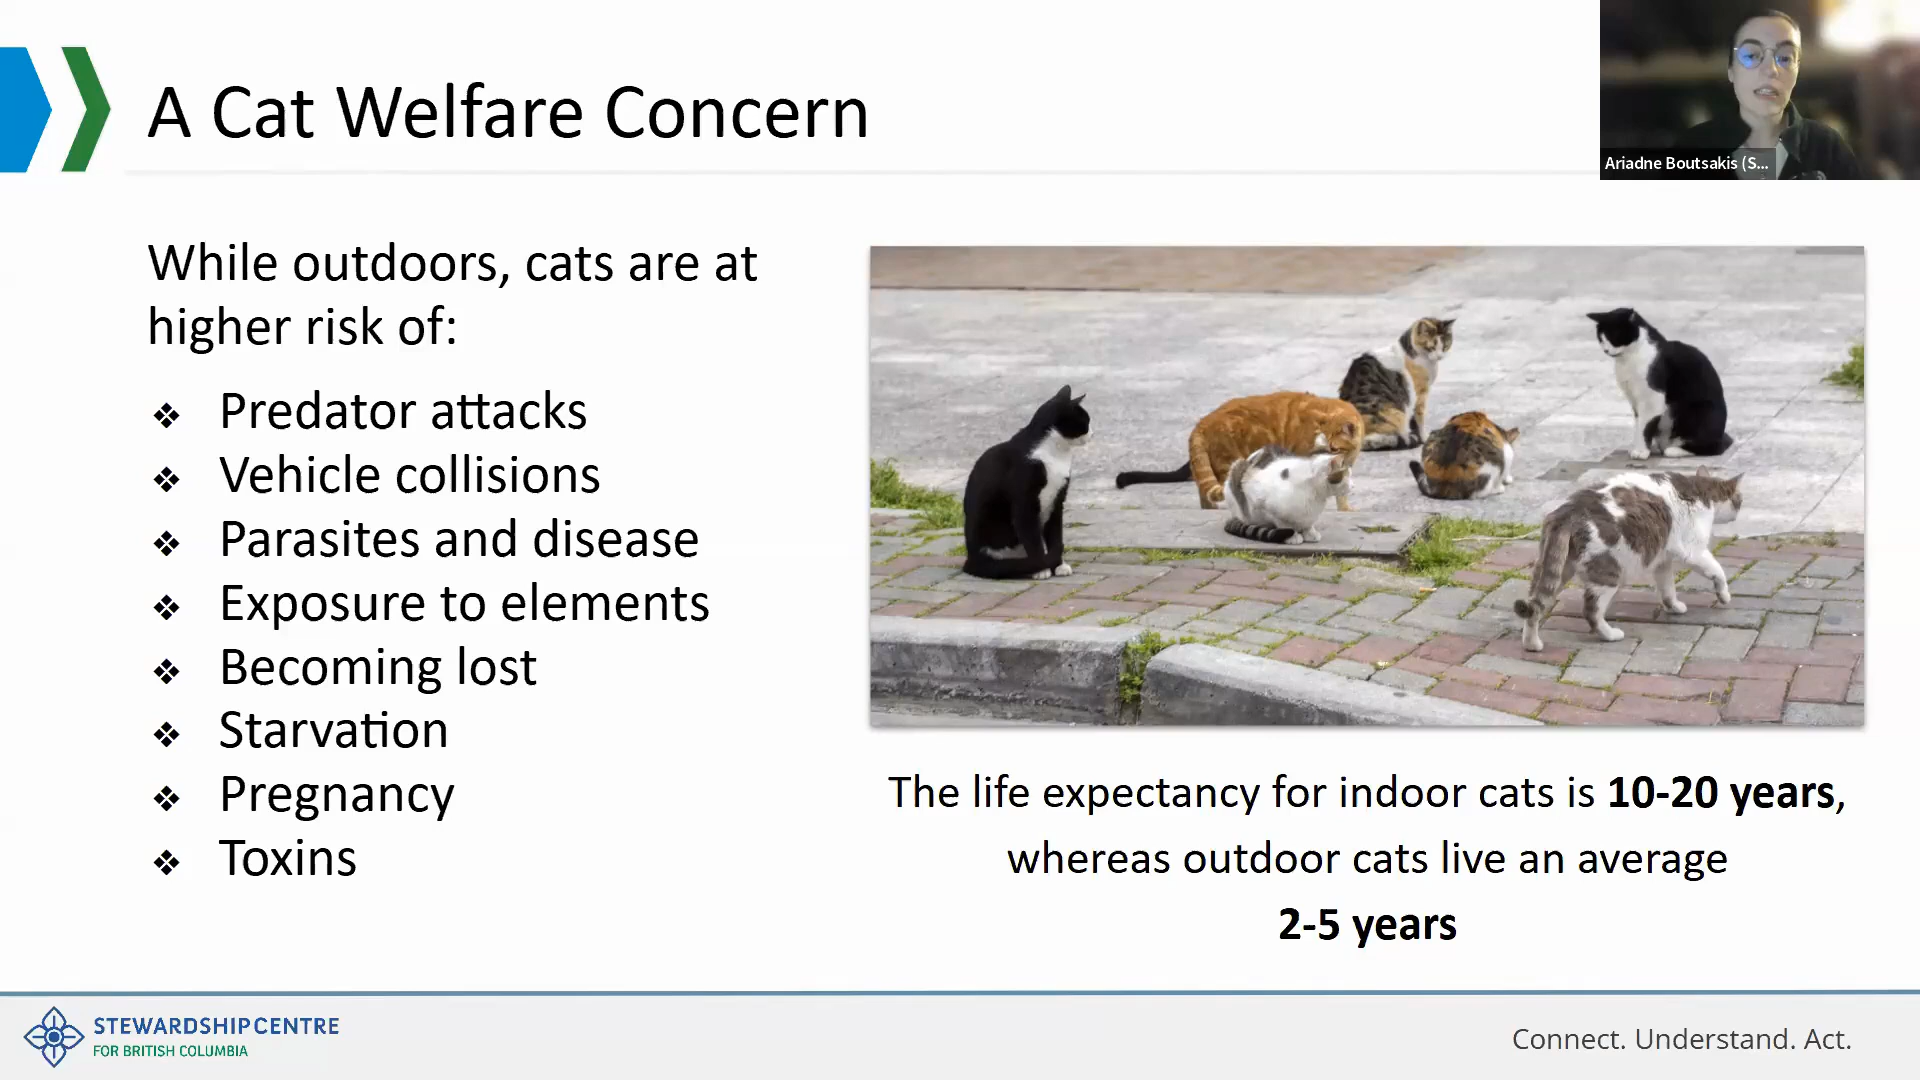 A Cat Welfare Concern
Ariadne Boutsakis (S...
While outdoors, cats are at
higher risk of:
❖ Predator attacks
❖ Vehicle collisions
❖ Parasites and disease
❖ Exposure to elements
❖ Becoming lost
❖ Starvation
❖ Pregnancy
❖ Toxins
The life expectancy for indoor cats is 10-20 years,
whereas outdoor cats live an average
2-5 years
STEWARDSHIP CENTRE
FOR BRITISH COLUMBIA
Connect. Understand. Act.